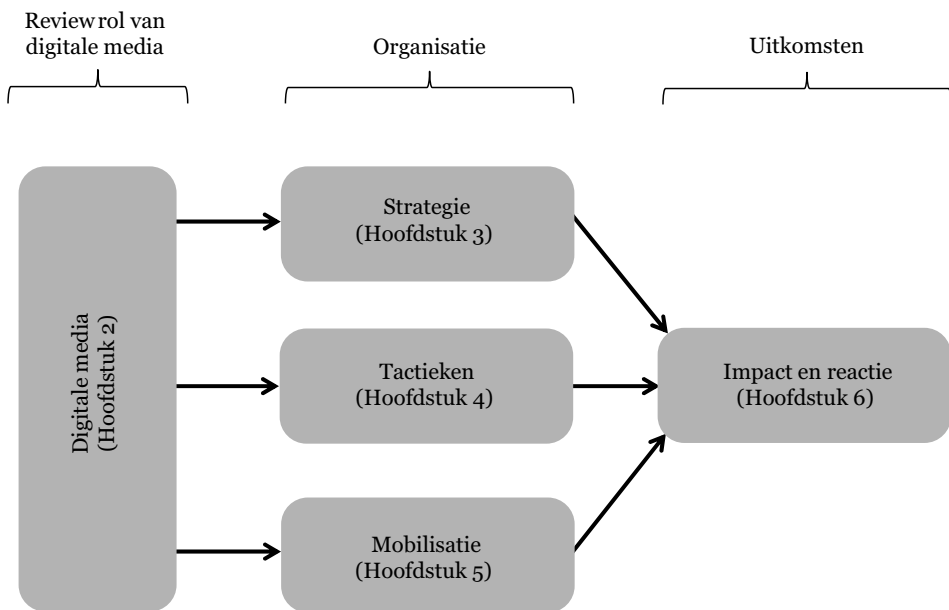 Review rol van
digitale media
Organisatie
Uitkomsten
Digitale media
(Hoofdstuk 2)
Strategie
(Hoofdstuk 3)
Tactieken
(Hoofdstuk 4)
Mobilisatie
(Hoofdstuk 5)
Impact en reactie
(Hoofdstuk 6)